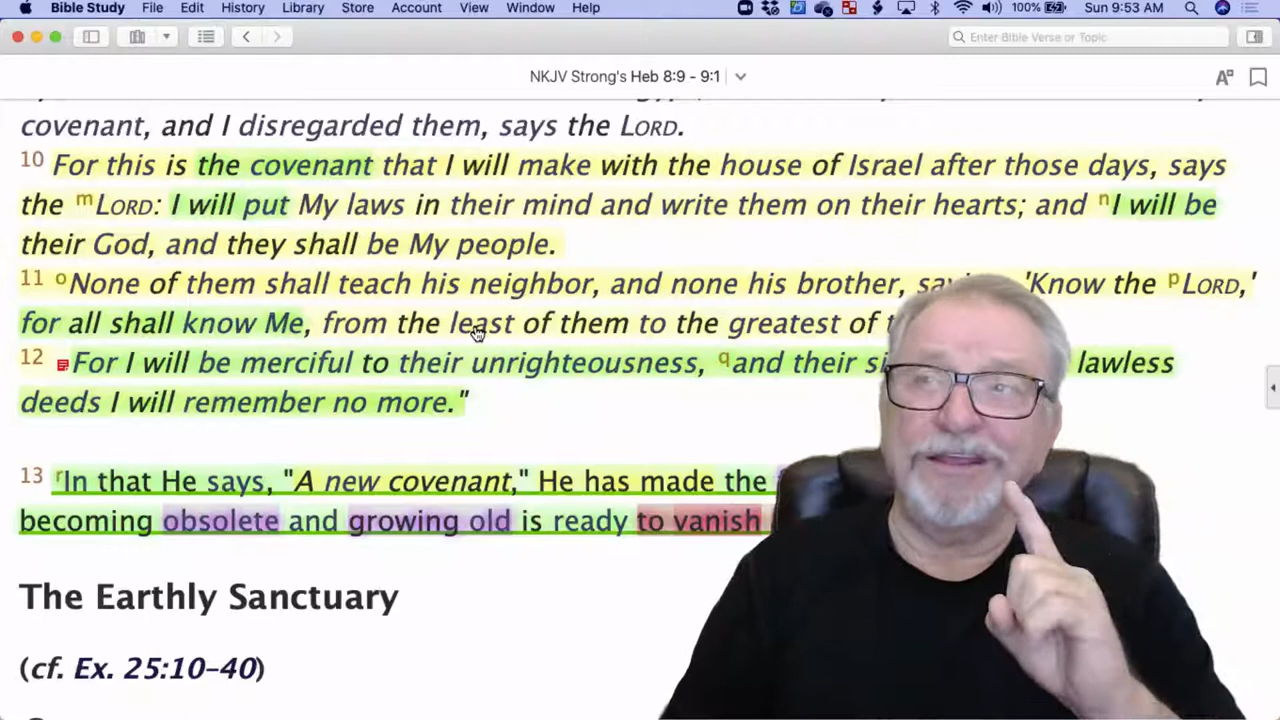 Bible Study File Edit History Library Store Account View Window Help 100% Sun 9:53 AM
Enter Bible Verse or Topic
NKJV Strong's Heb 8:9 - 9:1
covenant, and I disregarded them, says the LORD.
10 For this is the covenant that I will make with the house of Israel after those days, says
the mLORD: I will put My laws in their mind and write them on their hearts; and nI will be
their God, and they shall be My people.
11 oNone of them shall teach his neighbor, and none his brother, 'Know the pLORD,'
for all shall know Me, from the least of them to the greatest of
12 For I will be merciful to their unrighteousness, qand their lawless
deeds I will remember no more."
13 rIn that He says, "A new covenant," He has made the
becoming obsolete and growing old is ready to vanish
The Earthly Sanctuary
(cf. Ex. 25:10–40)